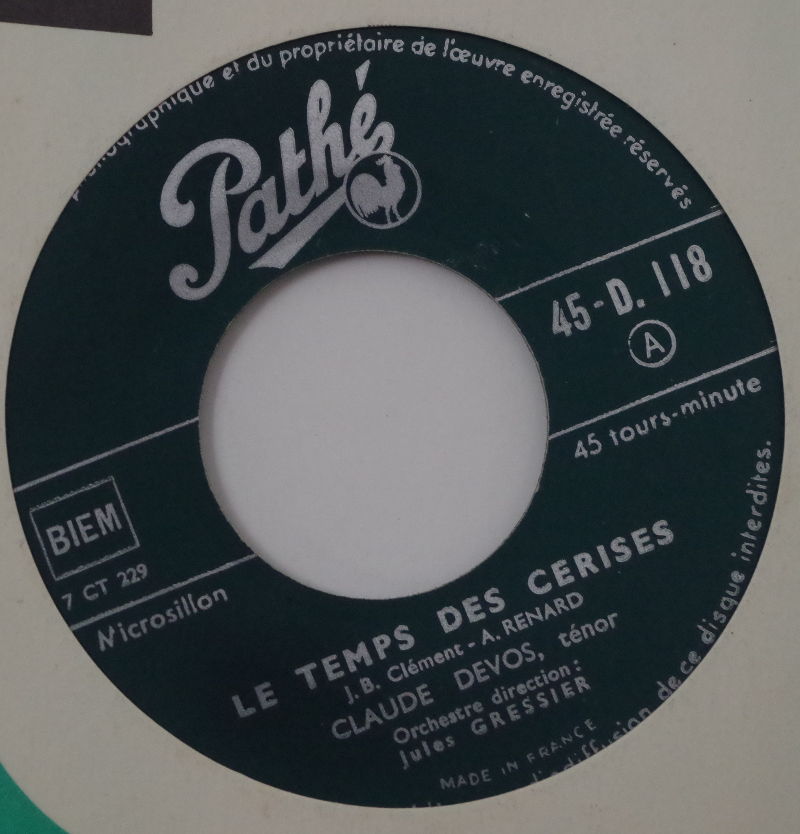 phonographique et du propriétaire de l'œuvre enregistrée réservés
Pathé
45-D. 118
A
45 tours-minute
BIEM
7 CT 229
Microsillon
LE TEMPS DES CERISES
J. B. Clément - A. RENARD
CLAUDE DEVOS, ténor
Orchestre direction:
Jules GRESSIER
MADE IN FRANCE
l'indiffusion de ce disque interdites.